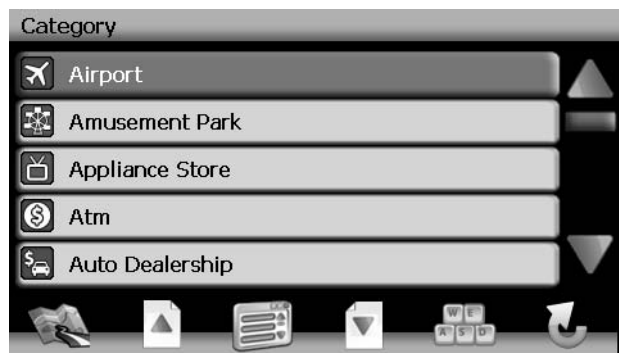 Category
Airport
Amusement Park
Appliance Store
$
Atm
$
Auto Dealership
W E
A S D